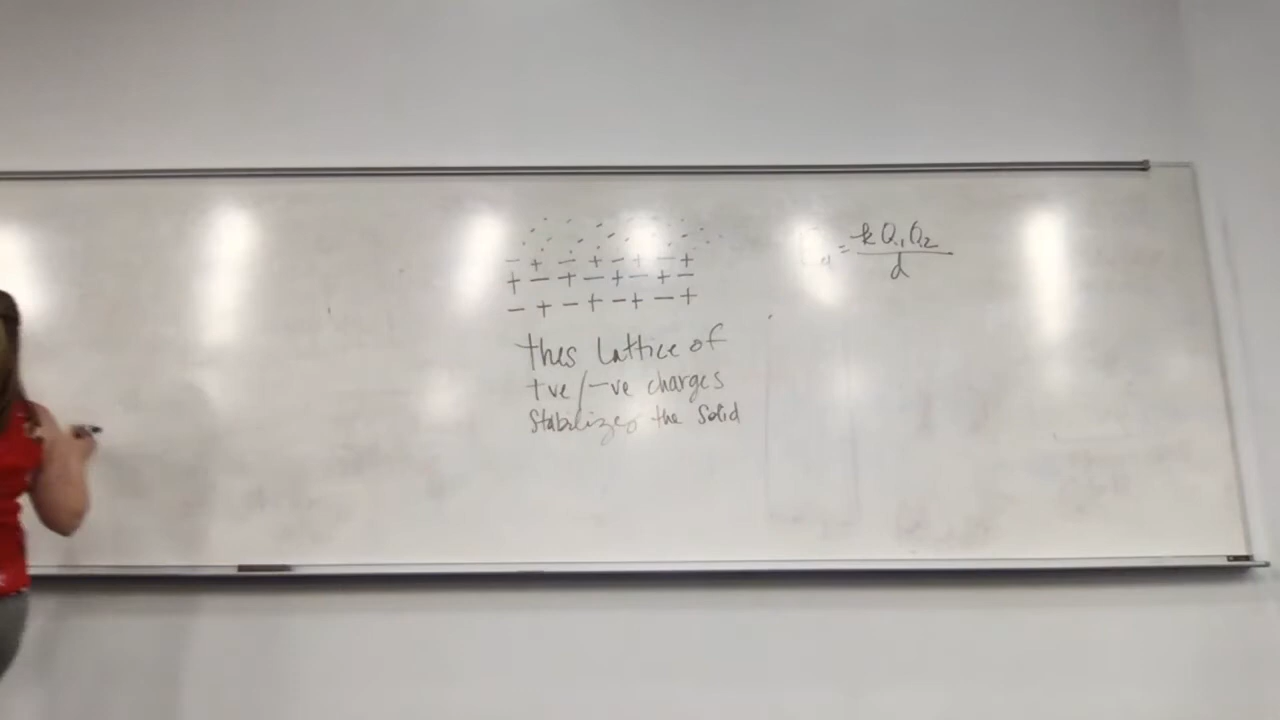 - + - + - + - +
+ - + - + - + -
- + - + - + - +
this lattice of
+ve/-ve charges
Stabilizes the solid
= kQ1Q2
d